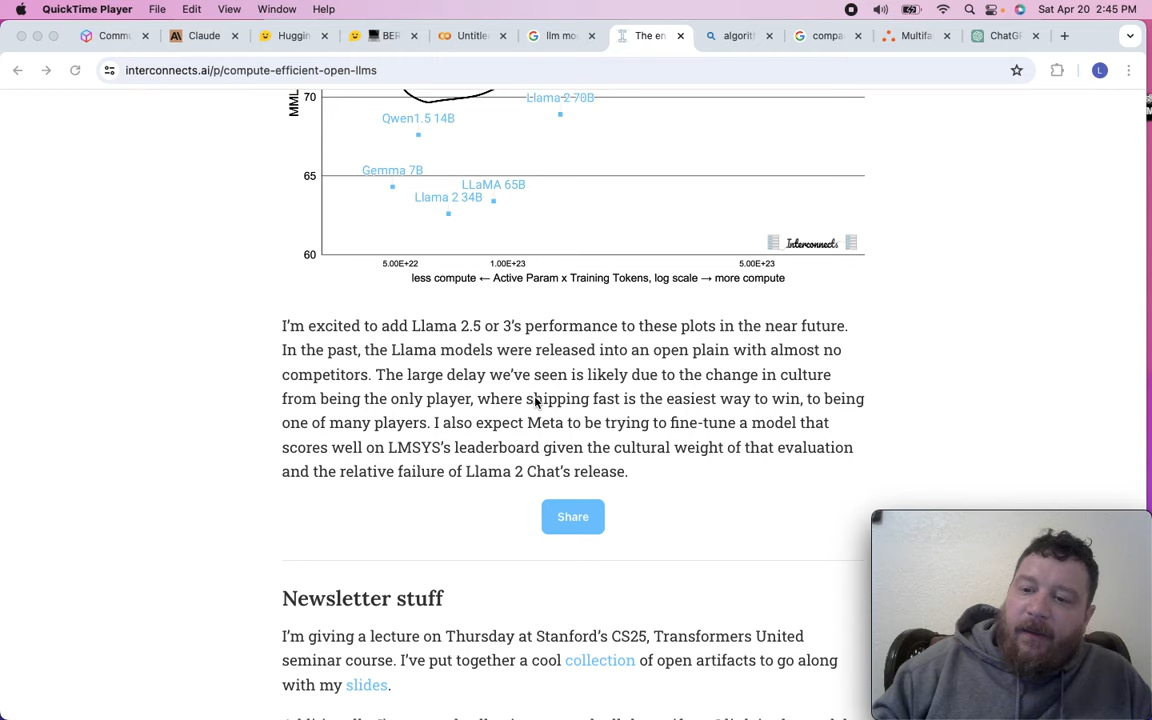 QuickTime Player File Edit View Window Help Sat Apr 20 2:45 PM
Commu Claude Huggin BER Untitle llm mo The en algorit compa Multifa ChatGF
interconnects.ai/p/compute-efficient-open-llms L
MML
70
Llama 2 70B
Qwen1.5 14B
Gemma 7B
65
LLaMA 65B
Llama 2 34B
Interconnects
60
5.00E+22 1.00E+23 5.00E+23
less compute ← Active Param x Training Tokens, log scale → more compute
I'm excited to add Llama 2.5 or 3's performance to these plots in the near future.
In the past, the Llama models were released into an open plain with almost no
competitors. The large delay we've seen is likely due to the change in culture
from being the only player, where shipping fast is the easiest way to win, to being
one of many players. I also expect Meta to be trying to fine-tune a model that
scores well on LMSYS's leaderboard given the cultural weight of that evaluation
and the relative failure of Llama 2 Chat's release.
Share
Newsletter stuff
I'm giving a lecture on Thursday at Stanford's CS25, Transformers United
seminar course. I've put together a cool collection of open artifacts to go along
with my slides.